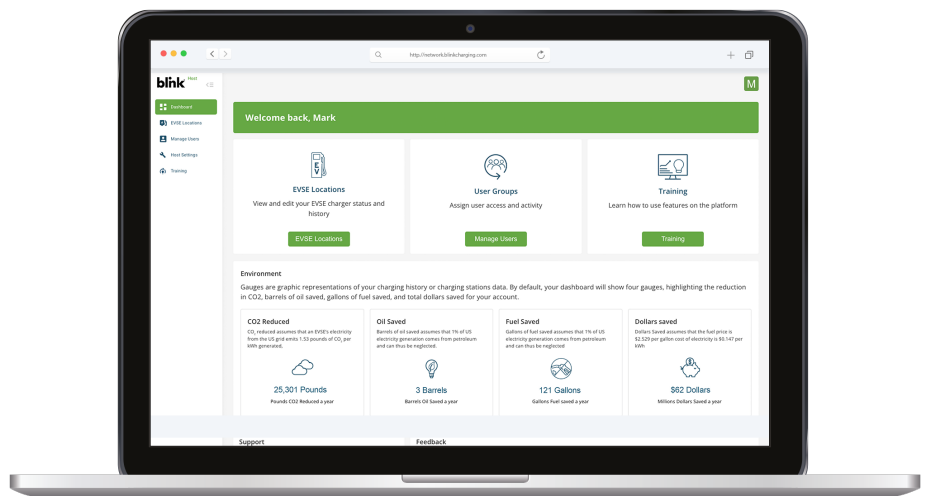 http://network.blinkcharging.com
blink Host
M
Dashboard
EVSE Locations
Manage Users
Host Settings
Training
Welcome back, Mark
EV
EVSE Locations
View and edit your EVSE charger status and
history
EVSE Locations
User Groups
Assign user access and activity
Manage Users
Training
Learn how to use features on the platform
Training
Environment
Gauges are graphic representations of your charging history or charging stations data. By default, your dashboard will show four gauges, highlighting the reduction
in CO2, barrels of oil saved, gallons of fuel saved, and total dollars saved for your account.
CO2 Reduced
CO, reduced assumes that an EVSE's electricity
from the US grid emits 1.53 pounds of CO, per
kWh generated,
25,301 Pounds
Pounds CO2 Reduced a year
Oil Saved
Barrels of oil saved assumes that 1% of US
electricity generation comes from petroleum
and can thus be neglected.
3 Barrels
Barrels Oil Saved a year
Fuel Saved
Gallons of fuel saved assumes that 1% of US
electricity generation comes from petroleum
and can thus be neglected
121 Gallons
Gallons Fuel saved a year
Dollars saved
Dollars Saved assumes that the fuel price is
$2.529 per gallon cost of electricity is $0,147 per
kWh
$
$62 Dollars
Millions Dollars Saved a year
Support
Feedback